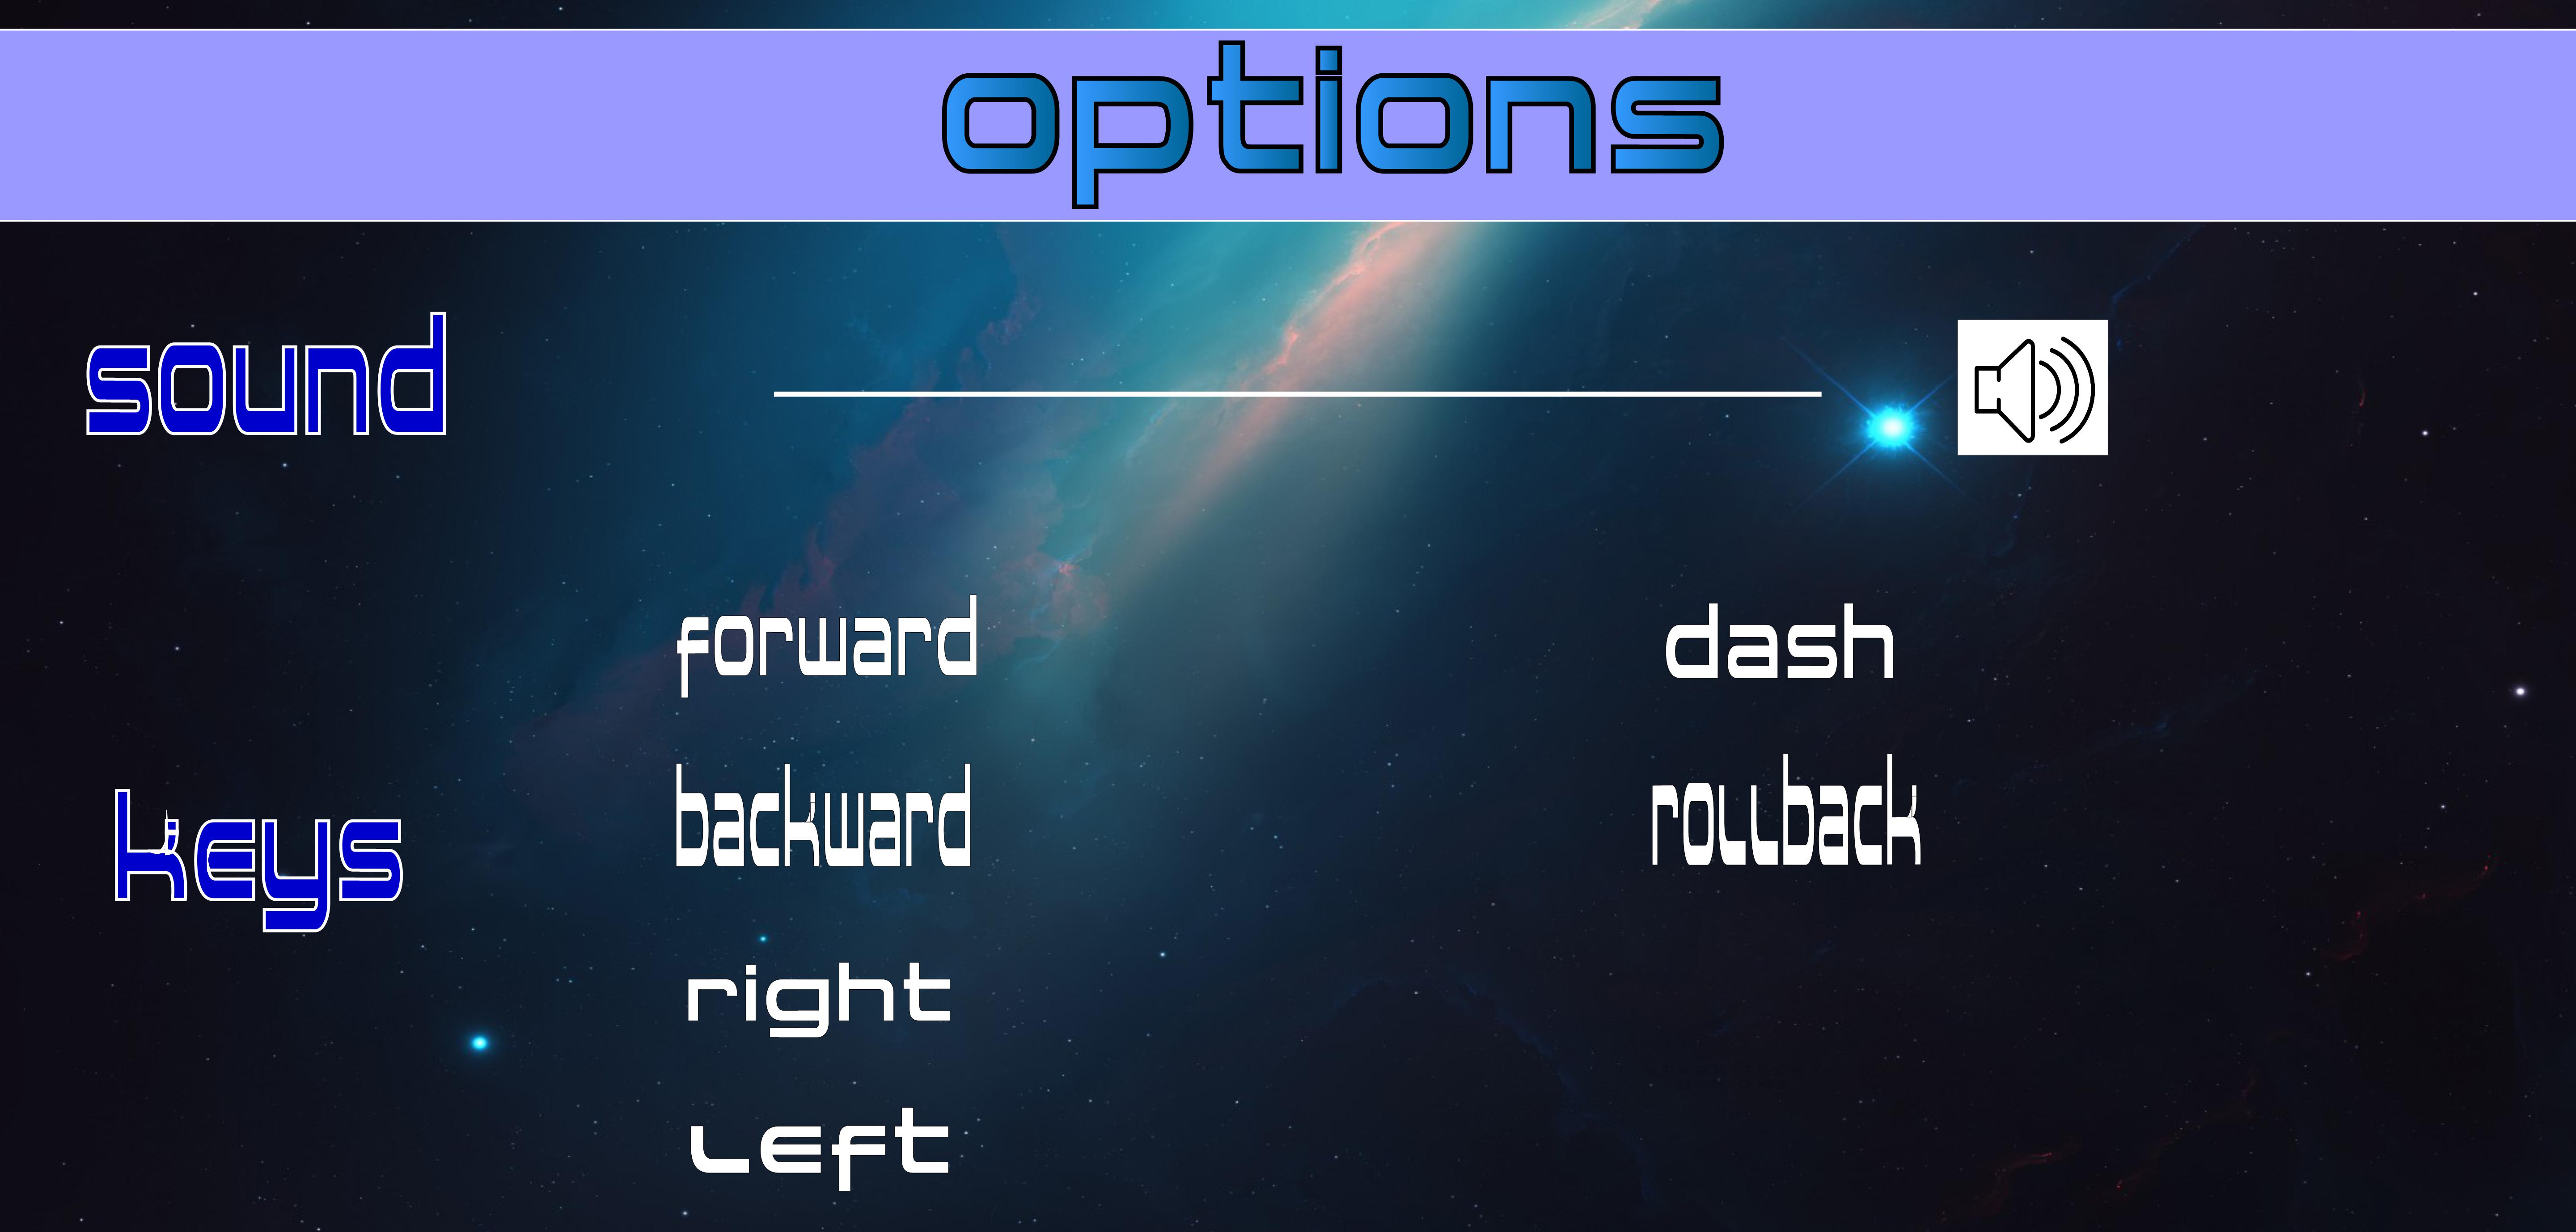 options
sound
forward
dash
backward
rollback
keys
right
left